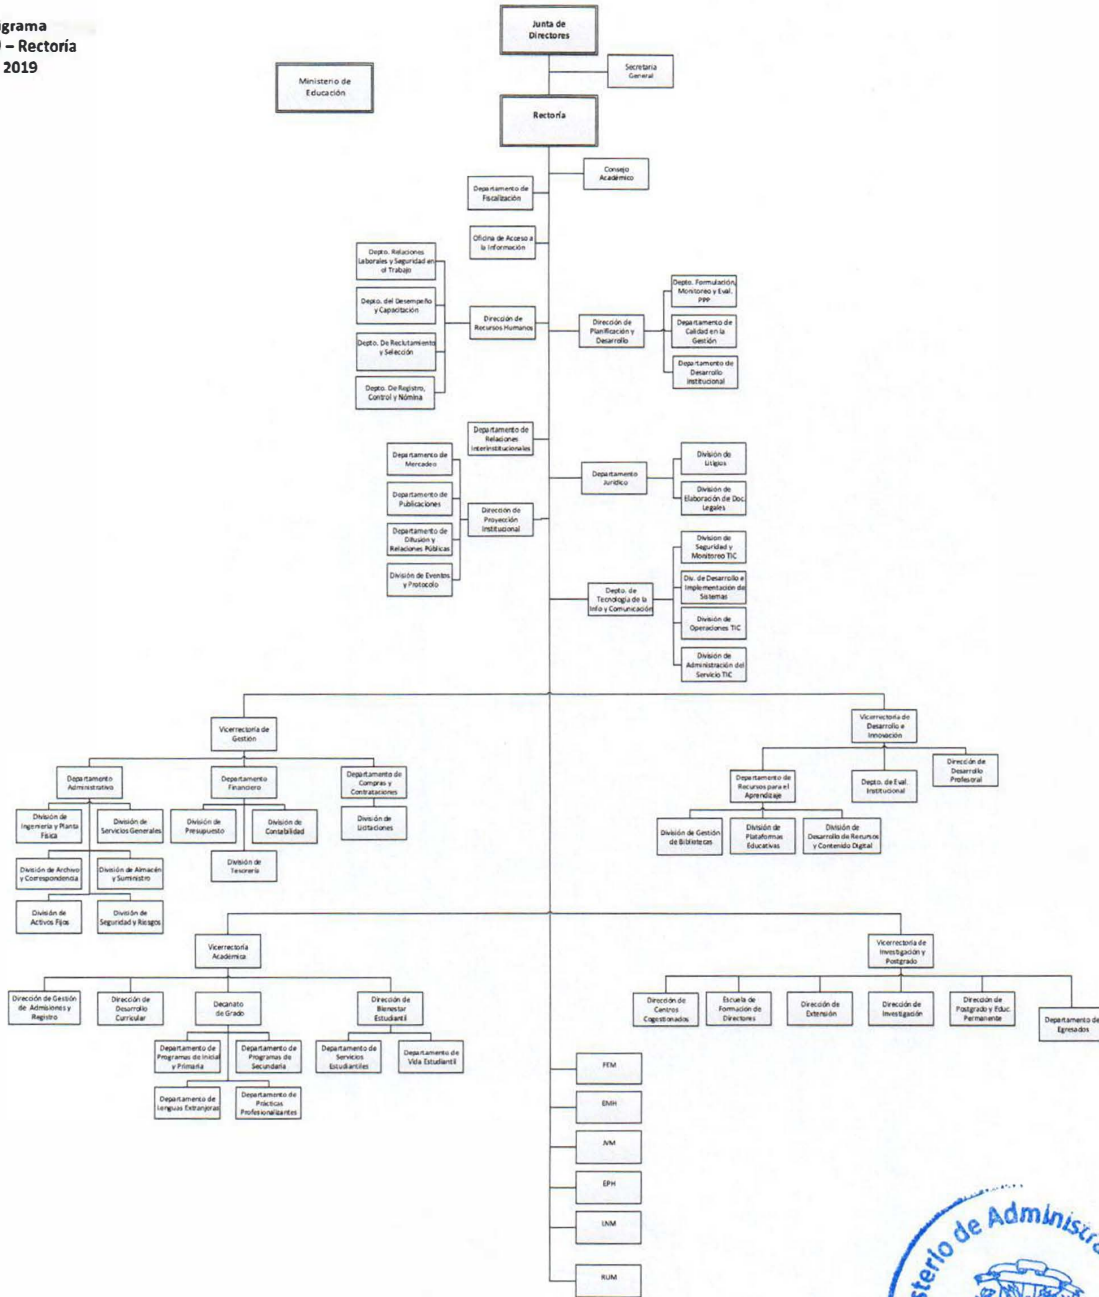 – Rectoría
2019
Junta de
Directores
Secretaria
General
Ministerio de
Educación
Rectoría
Consejo
Académico
Departamento de
Fiscalización
Oficina de Acceso a
la Información
Depto. Relaciones
Laborales y Seguridad en
el Trabajo
Depto. del Desempeño
y Capacitación
Depto. De Reclutamiento
y Selección
Depto. De Registro,
Control y Nómina
Dirección de
Recursos Humanos
Dirección de
Planificación y
Desarrollo
Depto. Formulación,
Monitoreo y Eval.
PPP
Departamento de
Calidad en la
Gestión
Departamento de
Desarrollo
Institucional
Departamento de
Relaciones
Interinstitucionales
Departamento de
Mercadeo
Departamento de
Publicaciones
Departamento de
Difusión y
Relaciones Públicas
División de Eventos
y Protocolo
Dirección de
Proyección
Institucional
Departamento
Jurídico
División de
Litigios
División de
Elaboración de Doc.
Legales
Depto. de
Tecnología de la
Info y Comunicación
División de
Seguridad y
Monitoreo TIC
Div. de Desarrollo e
Implementación de
Sistemas
División de
Operaciones TIC
División de
Administración del
Servicio TIC
Vicerrectoría de
Gestión
Departamento
Administrativo
Departamento
Financiero
Departamento de
Compras y
Contrataciones
División de
Ingeniería y Planta
Física
División de
Servicios Generales
División de
Presupuesto
División de
Contabilidad
División de
Licitaciones
División de Archivo
y Correspondencia
División de Almacén
y Suministro
División de
Tesorería
División de
Activos Fijos
División de
Seguridad y Riesgos
Vicerrectoría de
Desarrollo e
Innovación
Departamento de
Recursos para el
Aprendizaje
Depto. de Eval.
Institucional
Dirección de
Desarrollo
Profesoral
División de Gestión
de Bibliotecas
División de
Plataformas
Educativas
División de
Desarrollo de Recursos
y Contenido Digital
Vicerrectoría
Académica
Dirección de Gestión
de Admisiones y
Registro
Dirección de
Desarrollo
Curricular
Decanato
de Grado
Dirección de
Bienestar
Estudiantil
Departamento de
Programas de Inicial
y Primaria
Departamento de
Programas de
Secundaria
Departamento de
Servicios
Estudiantiles
Departamento de
Vida Estudiantil
Departamento de
Lenguas Extranjeras
Departamento de
Prácticas
Profesionalizantes
Vicerrectoría de
Investigación y
Postgrado
Dirección de
Centros
Cogestionados
Escuela de
Formación de
Directores
Dirección de
Extensión
Dirección de
Investigación
Dirección de
Postgrado y Educ.
Permanente
Departamento de
Egresados
FEM
EMH
JVM
EPH
LNM
RUM
de